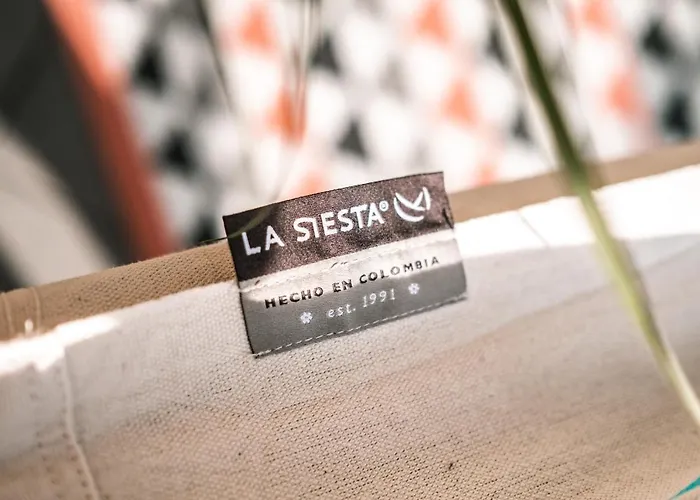 LA SIESTA®
HECHO EN COLOMBIA
est. 1991